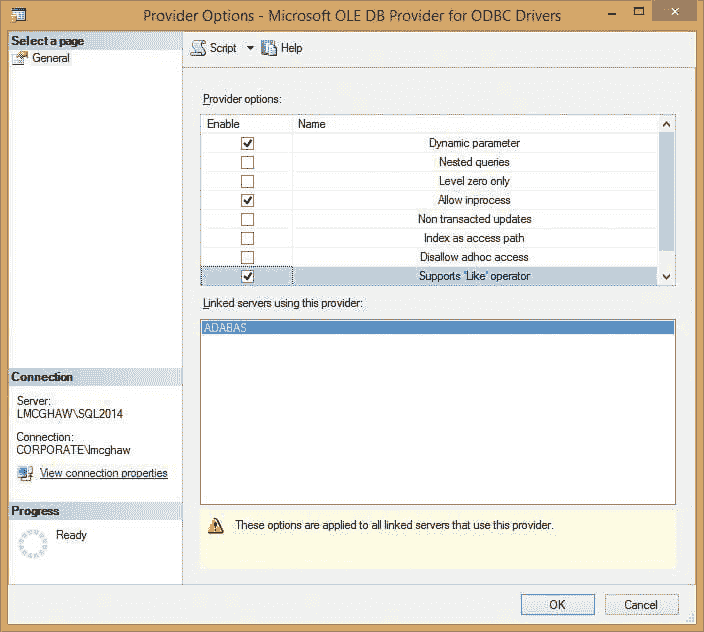 Provider Options - Microsoft OLE DB Provider for ODBC Drivers
Select a page
General
Script
Help
Provider options:
Enable
Name
Dynamic parameter
Nested queries
Level zero only
Allow inprocess
Non transacted updates
Index as access path
Disallow adhoc access
Supports 'Like' operator
Linked servers using this provider:
ADABAS
Connection
Server:
LMCGHAW\SQL2014
Connection:
CORPORATE\lmcghaw
View connection properties
Progress
Ready
These options are applied to all linked servers that use this provider.
OK
Cancel